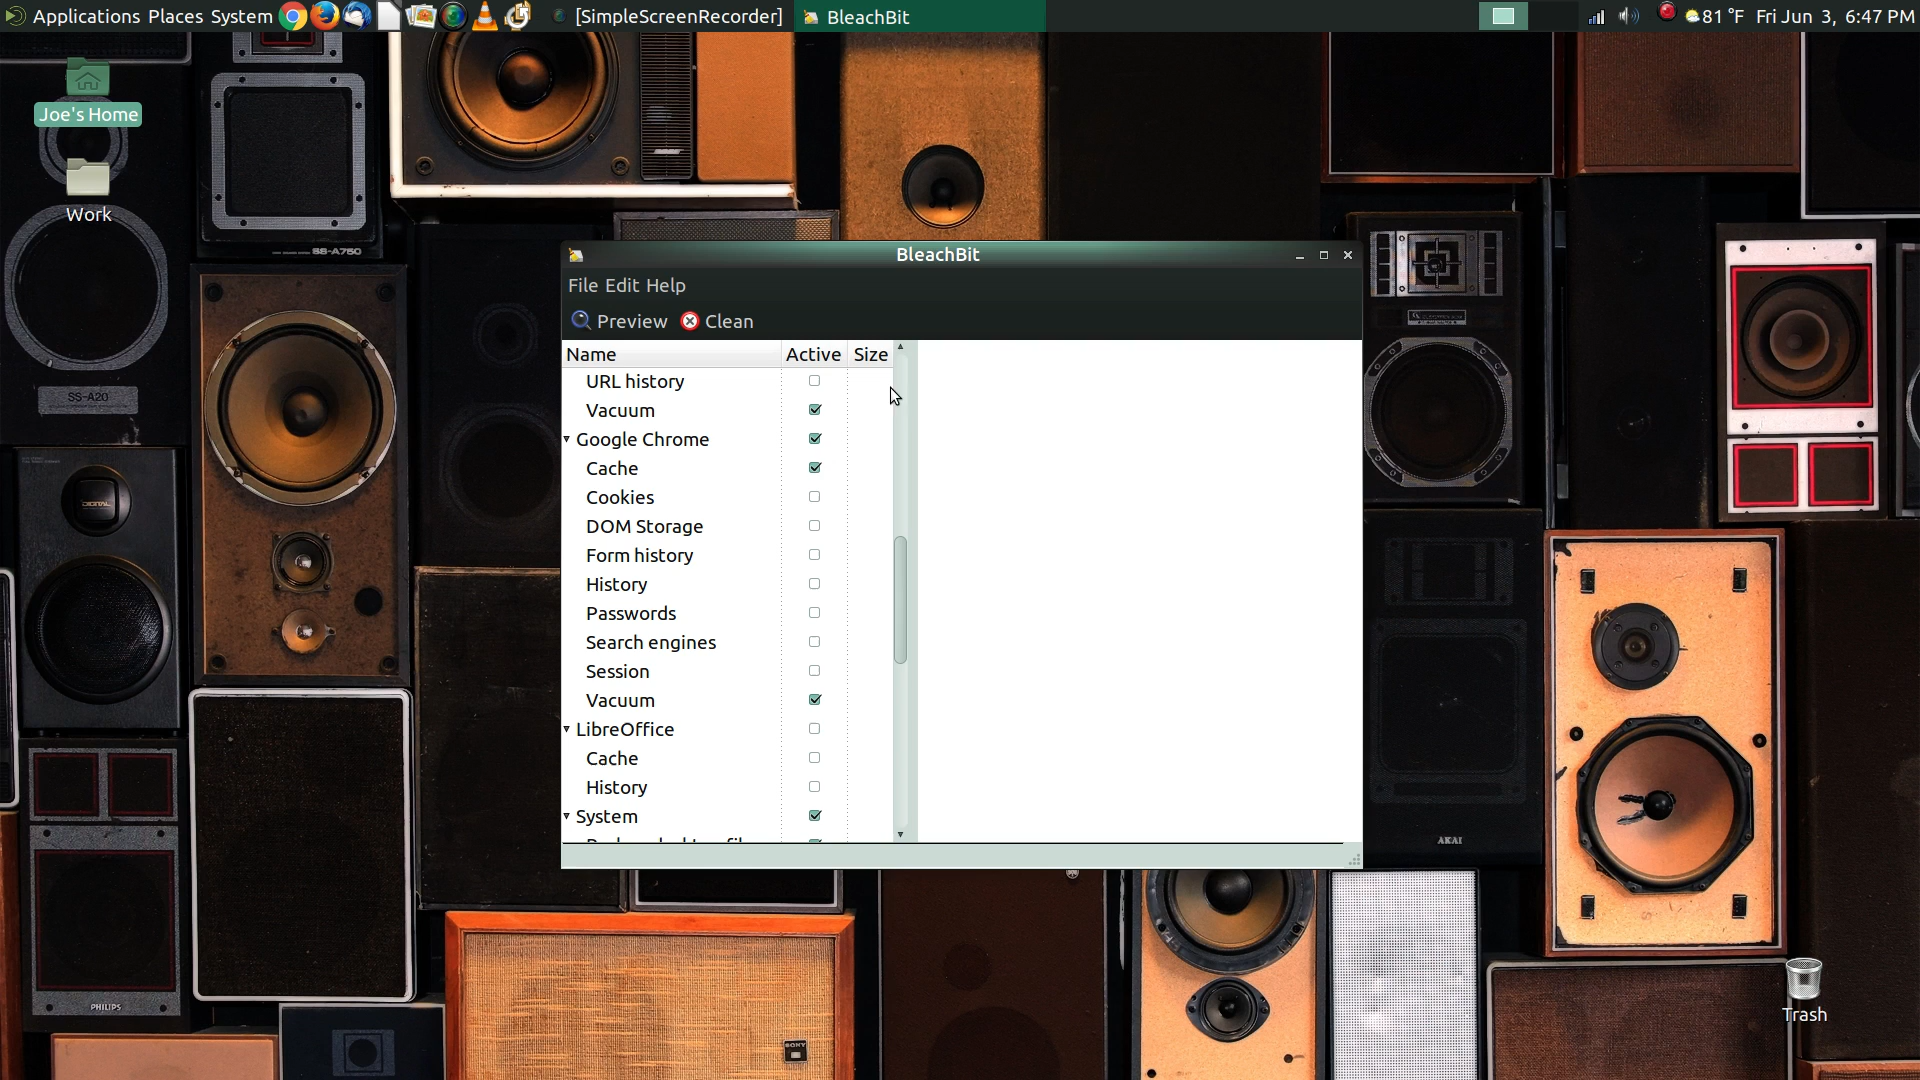 Applications Places System [SimpleScreenRecorder] BleachBit 81 °F Fri Jun 3, 6:47 PM
Joe's Home
Work
SS-A750
SS-A20
DIGITAL
PHILIPS
SONY
AKAI
Trash
BleachBit
File Edit Help
Preview Clean
Name Active Size
URL history
Vacuum
Google Chrome
Cache
Cookies
DOM Storage
Form history
History
Passwords
Search engines
Session
Vacuum
LibreOffice
Cache
History
System